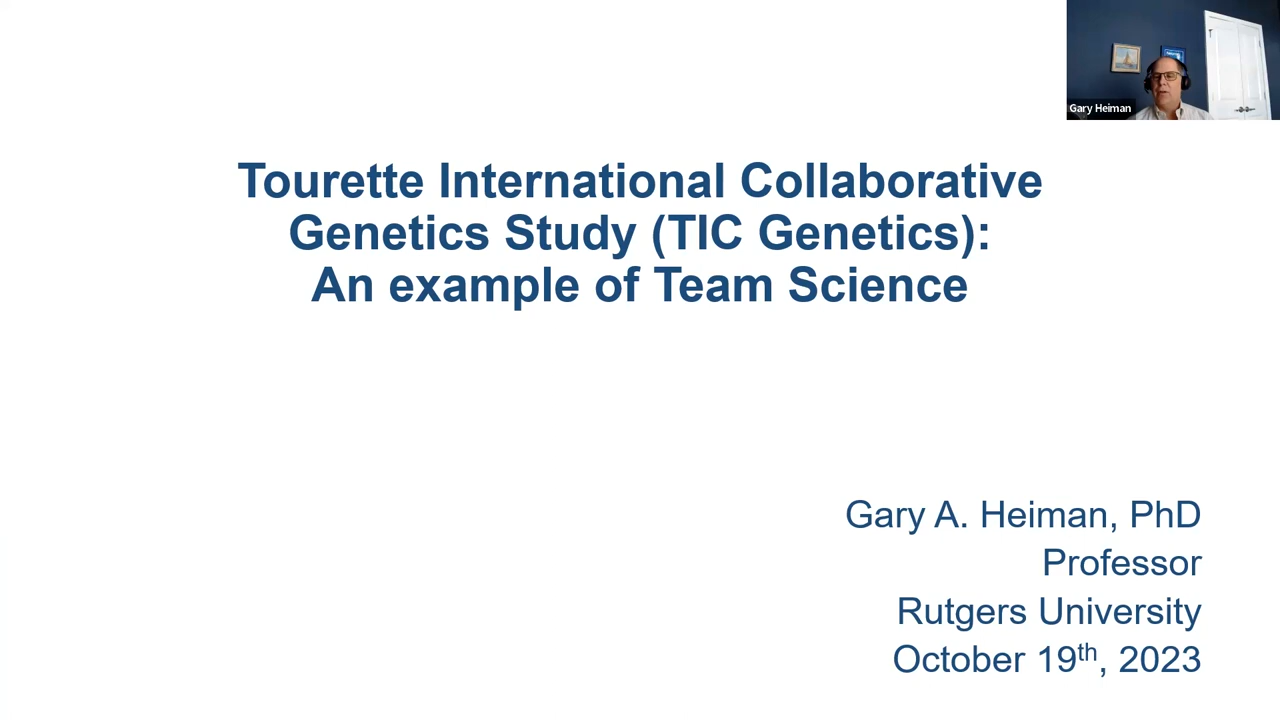 Gary Heiman
Tourette International Collaborative
Genetics Study (TIC Genetics):
An example of Team Science
Gary A. Heiman, PhD
Professor
Rutgers University
October 19th, 2023